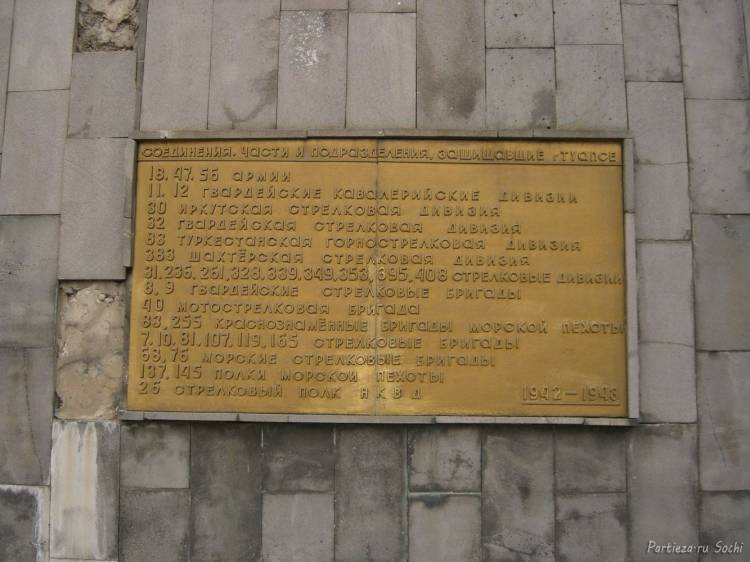 СОЕДИНЕНИЯ, ЧАСТИ И ПОДРАЗДЕЛЕНИЯ, ЗАЩИЩАВШИЕ г.ТУАПСЕ
18. 47. 56 АРМИИ
11. 12 ГВАРДЕЙСКИЕ КАВАЛЕРИЙСКИЕ ДИВИЗИИ
30 ИРКУТСКАЯ СТРЕЛКОВАЯ ДИВИЗИЯ
32 ГВАРДЕЙСКАЯ СТРЕЛКОВАЯ ДИВИЗИЯ
83 ТУРКЕСТАНСКАЯ ГОРНОСТРЕЛКОВАЯ ДИВИЗИЯ
383 ШАХТЁРСКАЯ СТРЕЛКОВАЯ ДИВИЗИЯ
31. 236. 261, 328. 339. 349. 353, 395, 408 СТРЕЛКОВЫЕ ДИВИЗИИ
8, 9 ГВАРДЕЙСКИЕ СТРЕЛКОВЫЕ БРИГАДЫ
40 МОТОСТРЕЛКОВАЯ БРИГАДА
83, 255 КРАСНОЗНАМЁННЫЕ БРИГАДЫ МОРСКОЙ ПЕХОТЫ
7. 10. 81. 107. 119. 165 СТРЕЛКОВЫЕ БРИГАДЫ
68, 76 МОРСКИЕ СТРЕЛКОВЫЕ БРИГАДЫ
137. 145 ПОЛКИ МОРСКОЙ ПЕХОТЫ
26 СТРЕЛКОВЫЙ ПОЛК НКВД 1942—1943
Partieza.ru Sochi